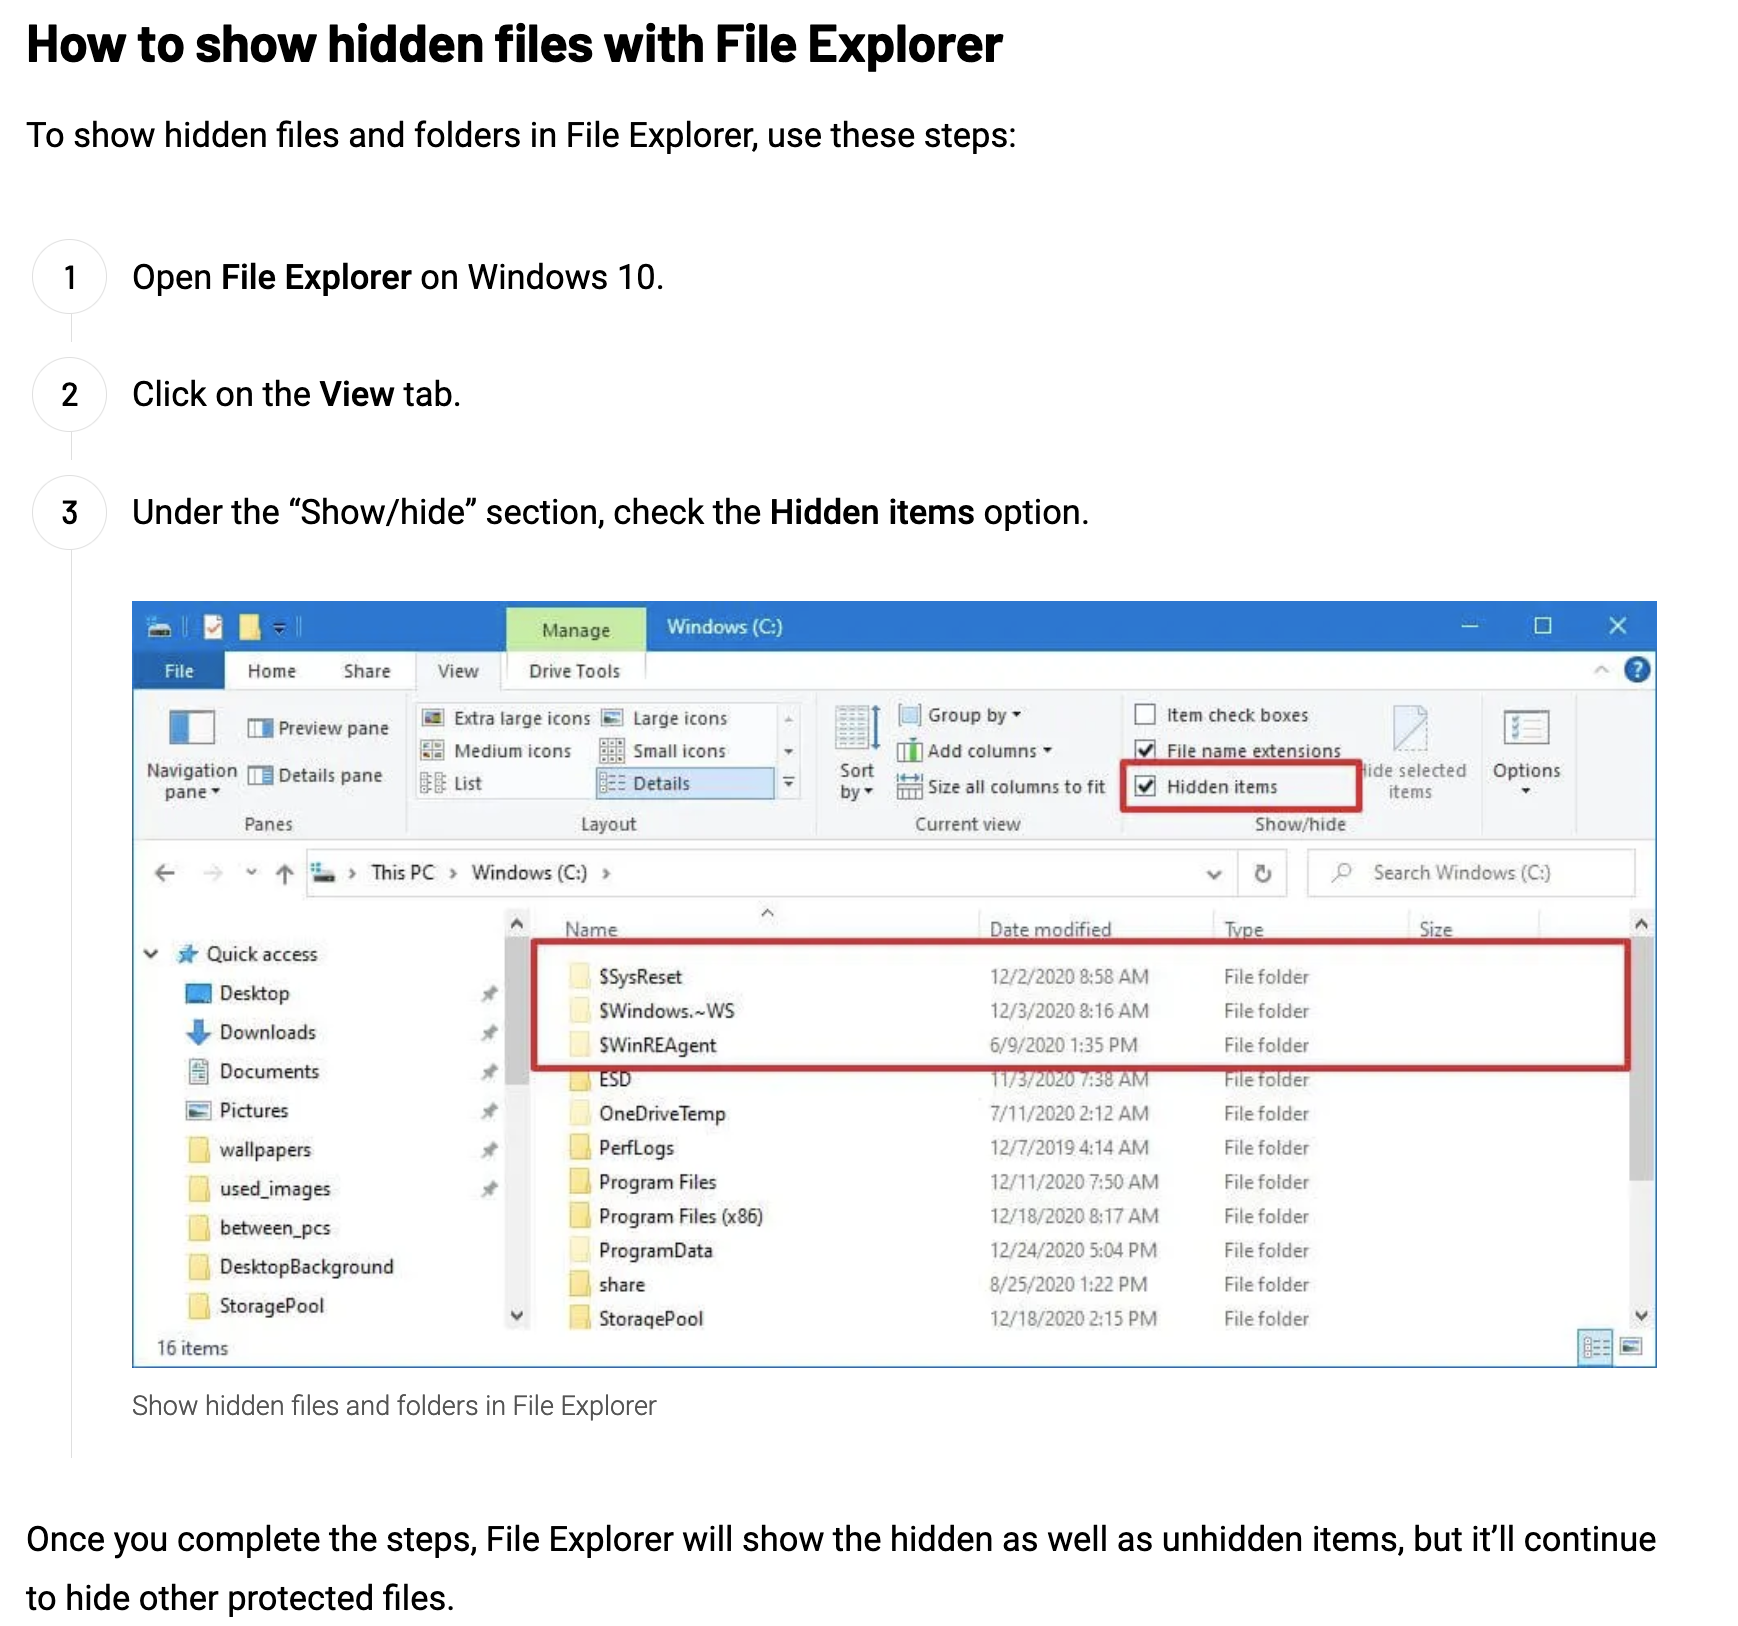 How to show hidden files with File Explorer
To show hidden files and folders in File Explorer, use these steps:
1 Open File Explorer on Windows 10.
2 Click on the View tab.
3 Under the “Show/hide” section, check the Hidden items option.
Manage Windows (C:)
File Home Share View Drive Tools
Navigation pane
Preview pane
Details pane
Panes
Extra large icons Large icons
Medium icons Small icons
List Details
Layout
Sort by
Group by
Add columns
Size all columns to fit
Current view
Item check boxes
File name extensions
Hidden items
Show/hide
Hide selected items
Options
This PC > Windows (C:) >
Search Windows (C:)
Quick access
Desktop
Downloads
Documents
Pictures
wallpapers
used_images
between_pcs
DesktopBackground
StoragePool
Name Date modified Type Size
$SysReset 12/2/2020 8:58 AM File folder
$Windows.~WS 12/3/2020 8:16 AM File folder
$WinREAgent 6/9/2020 1:35 PM File folder
ESD 11/3/2020 7:38 AM File folder
OneDriveTemp 7/11/2020 2:12 AM File folder
PerfLogs 12/7/2019 4:14 AM File folder
Program Files 12/11/2020 7:50 AM File folder
Program Files (x86) 12/18/2020 8:17 AM File folder
ProgramData 12/24/2020 5:04 PM File folder
share 8/25/2020 1:22 PM File folder
StoragePool 12/18/2020 2:15 PM File folder
16 items
Show hidden files and folders in File Explorer
Once you complete the steps, File Explorer will show the hidden as well as unhidden items, but it’ll continue
to hide other protected files.